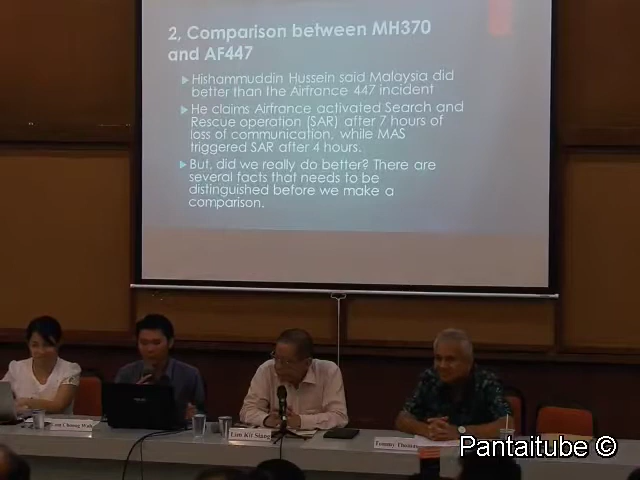 2, Comparison between MH370
and AF447
Hishammuddin Hussein said Malaysia did
better than the Airfrance 447 incident
He claims Airfrance activated Search and
Rescue operation (SAR) after 7 hours of
loss of communication, while MAS
triggered SAR after 4 hours.
But, did we really do better? There are
several facts that needs to be
distinguished before we make a
comparison.
Lim Kit Siang
Tommy Thomas
Pantaitube ©